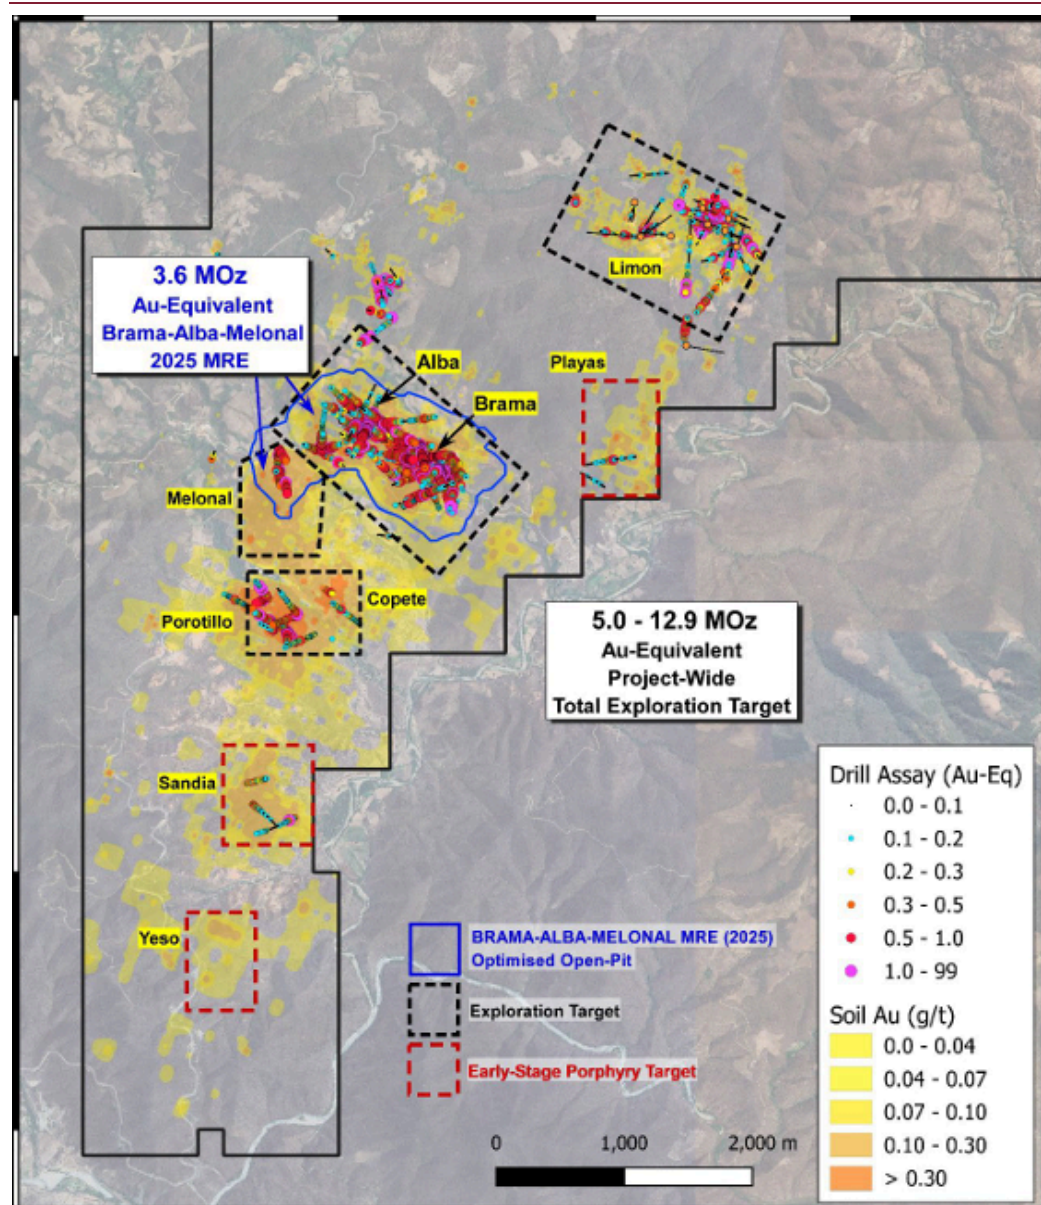 3.6 MOz
Au-Equivalent
Brama-Alba-Melonal
2025 MRE
Limon
Playas
Alba
Brama
Melonal
Copete
Porotillo
5.0 - 12.9 MOz
Au-Equivalent
Project-Wide
Total Exploration Target
Sandia
Yeso
BRAMA-ALBA-MELONAL MRE (2025)
Optimised Open-Pit
Exploration Target
Early-Stage Porphyry Target
0 1,000 2,000 m
Drill Assay (Au-Eq)
0.0 - 0.1
0.1 - 0.2
0.2 - 0.3
0.3 - 0.5
0.5 - 1.0
1.0 - 99
Soil Au (g/t)
0.0 - 0.04
0.04 - 0.07
0.07 - 0.10
0.10 - 0.30
> 0.30